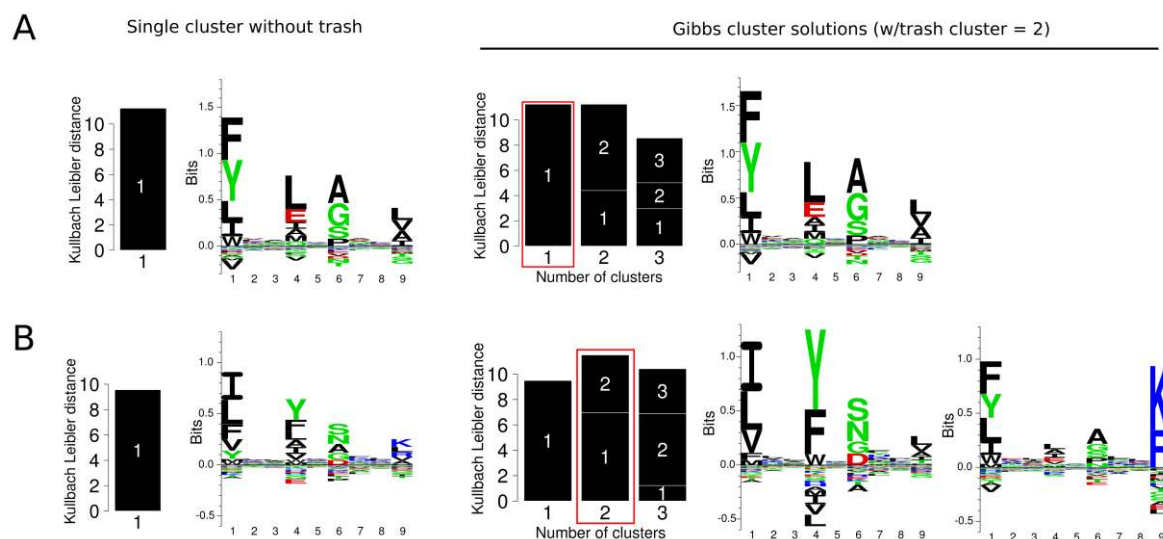 A
Single cluster without trash
Gibbs cluster solutions (w/trash cluster = 2)
Kullbach Leibler distance
10
8
6
4
2
0
1
1
Bits
1.5
1.0
0.5
0.0
F
Y
L
W
L
E
A
G
S
P
L
1 2 3 4 5 6 7 8 9
Kullbach Leibler distance
10
8
6
4
2
0
1
2
1
3
2
1
1 2 3
Number of clusters
Bits
1.5
1.0
0.5
0.0
F
Y
L
W
L
E
A
G
S
P
L
1 2 3 4 5 6 7 8 9
B
Kullbach Leibler distance
10
8
6
4
2
0
1
1
Bits
1.0
0.5
0.0
-0.5
I
L
F
V
Y
Y
F
S
N
A
G
K
1 2 3 4 5 6 7 8 9
Kullbach Leibler distance
10
8
6
4
2
0
1
2
1
3
2
1
1 2 3
Number of clusters
Bits
1.0
0.5
0.0
-0.5
I
L
V
Y
F
W
S
N
G
D
1 2 3 4 5 6 7 8 9
Bits
1.0
0.5
0.0
-0.5
F
Y
L
W
A
S
K
R
1 2 3 4 5 6 7 8 9